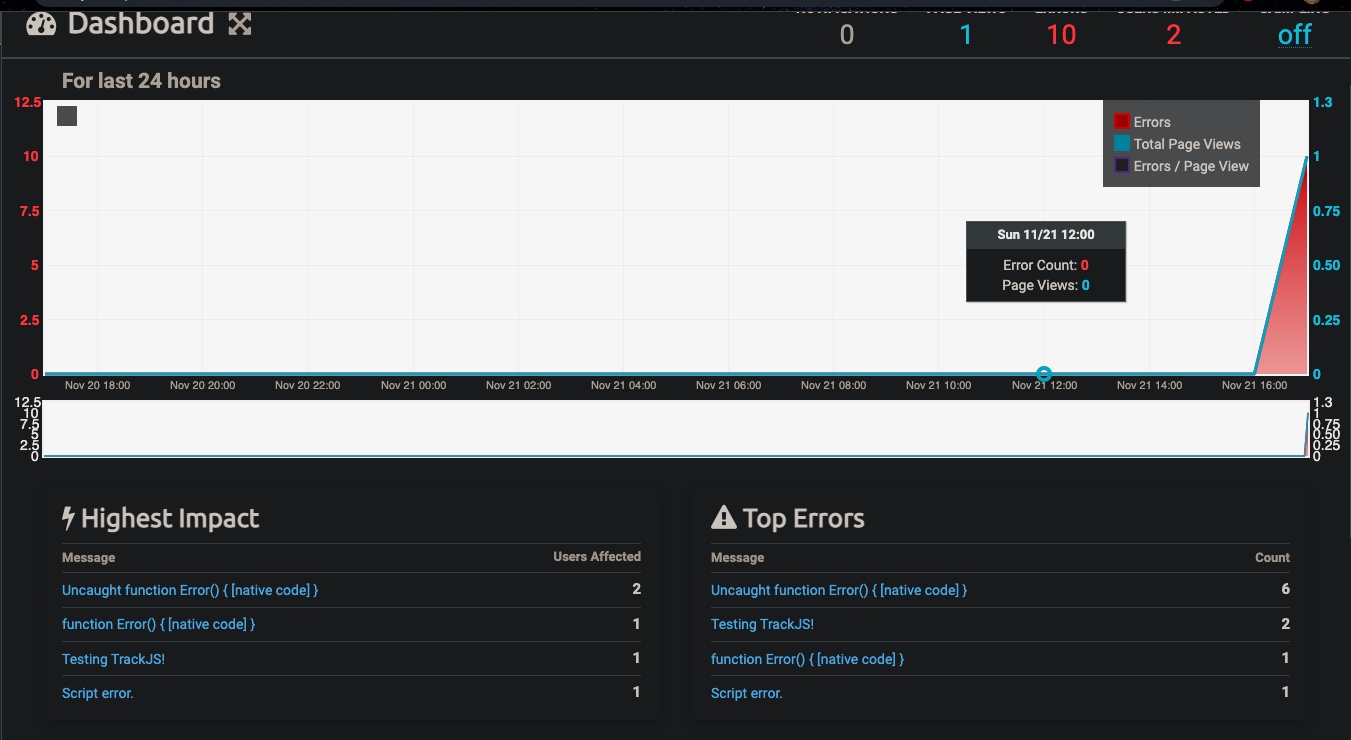 Dashboard
0 1 10 2 off
For last 24 hours
12.5 1.3
Errors
10 Total Page Views 1
Errors / Page View
7.5 0.75
Sun 11/21 12:00
5 Error Count: 0 0.50
Page Views: 0
2.5 0.25
0 0
Nov 20 18:00 Nov 20 20:00 Nov 20 22:00 Nov 21 00:00 Nov 21 02:00 Nov 21 04:00 Nov 21 06:00 Nov 21 08:00 Nov 21 10:00 Nov 21 12:00 Nov 21 14:00 Nov 21 16:00
12.5 1.3
10 1
7.5 0.75
5 0.50
2.5 0.25
0 0
Highest Impact
Message Users Affected
Uncaught function Error() { [native code] } 2
function Error() { [native code] } 1
Testing TrackJS! 1
Script error. 1
Top Errors
Message Count
Uncaught function Error() { [native code] } 6
Testing TrackJS! 2
function Error() { [native code] } 1
Script error. 1